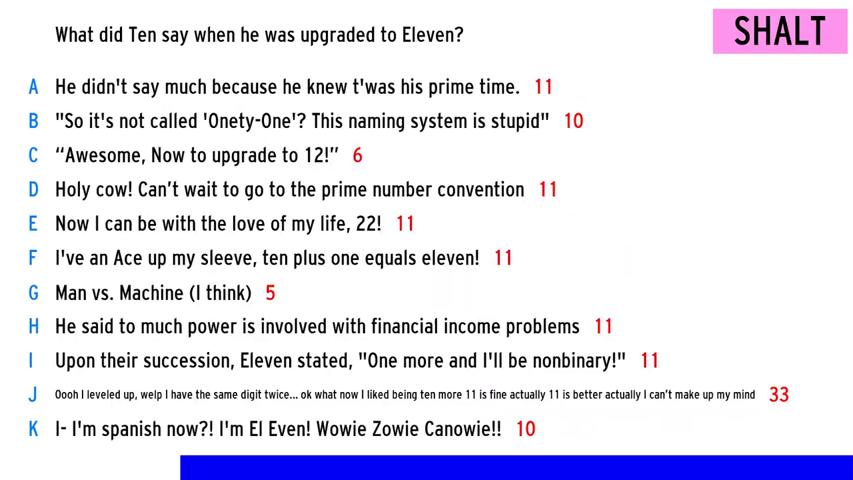 What did Ten say when he was upgraded to Eleven?
SHALT
A He didn't say much because he knew t'was his prime time. 11
B "So it's not called 'Onety-One'? This naming system is stupid" 10
C “Awesome, Now to upgrade to 12!” 6
D Holy cow! Can’t wait to go to the prime number convention 11
E Now I can be with the love of my life, 22! 11
F I've an Ace up my sleeve, ten plus one equals eleven! 11
G Man vs. Machine (I think) 5
H He said to much power is involved with financial income problems 11
I Upon their succession, Eleven stated, "One more and I'll be nonbinary!" 11
J Oooh I leveled up, welp I have the same digit twice... ok what now I liked being ten more 11 is fine actually 11 is better actually I can’t make up my mind 33
K I- I'm spanish now?! I'm El Even! Wowie Zowie Canowie!! 10